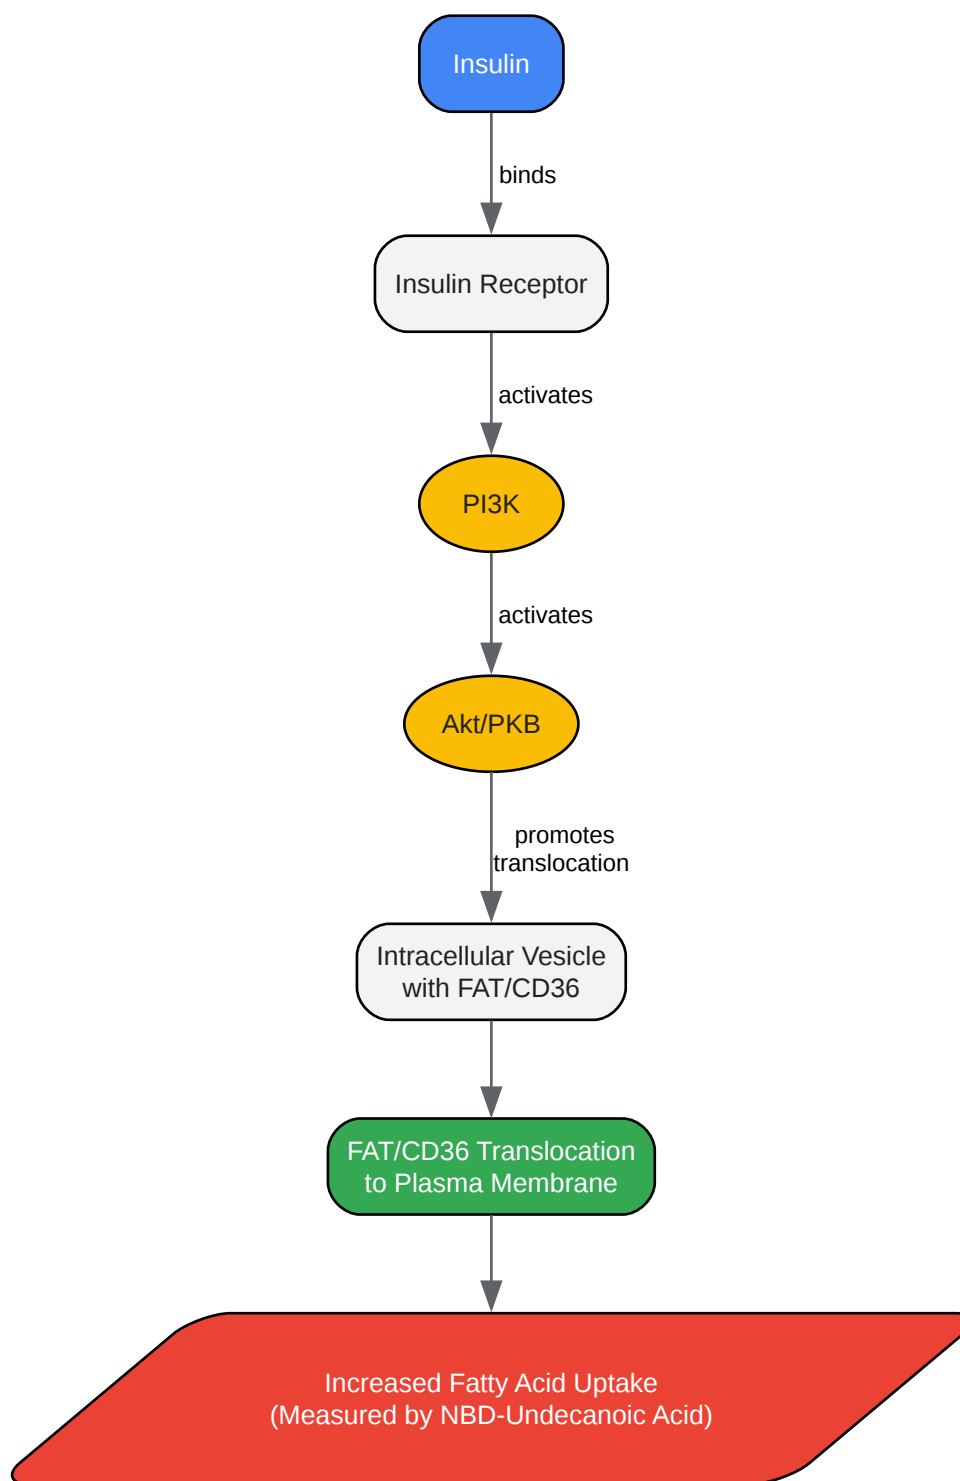 Insulin
binds
Insulin Receptor
activates
PI3K
activates
Akt/PKB
promotes
translocation
Intracellular Vesicle
with FAT/CD36
FAT/CD36 Translocation
to Plasma Membrane
Increased Fatty Acid Uptake
(Measured by NBD-Undecanoic Acid)